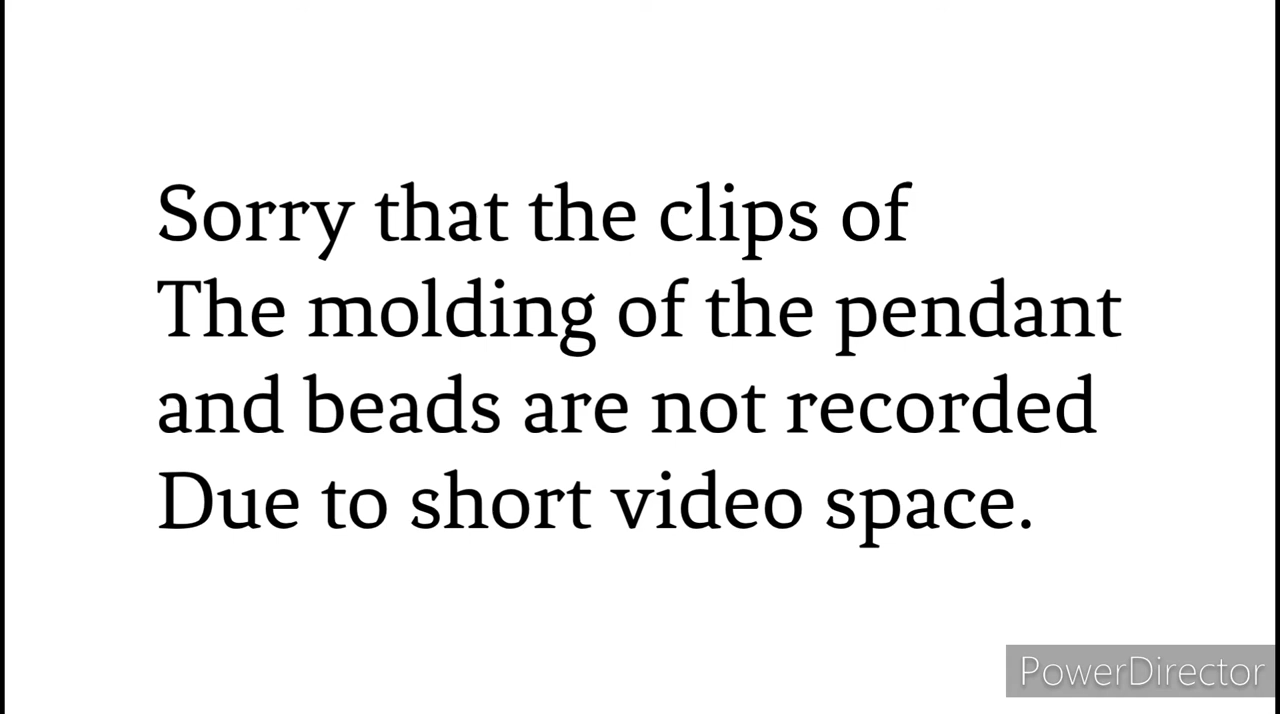 Sorry that the clips of
The molding of the pendant
and beads are not recorded
Due to short video space.
PowerDirector